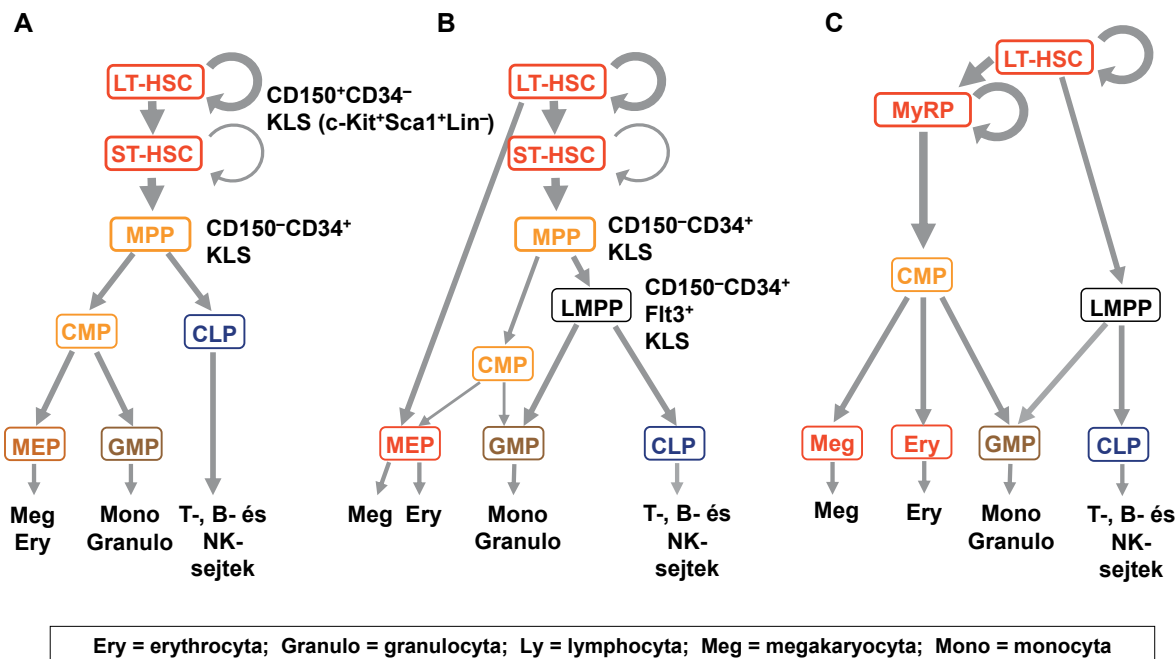 A
LT-HSC
CD150⁺CD34⁻
KLS (c-Kit⁺Sca1⁺Lin⁻)
ST-HSC
MPP
CD150⁻CD34⁺
KLS
CMP
CLP
MEP
GMP
Meg
Ery
Mono
Granulo
T-, B- és
NK-
sejtek
B
LT-HSC
ST-HSC
MPP
CD150⁻CD34⁺
KLS
LMPP
CD150⁻CD34⁺
Flt3⁺
KLS
CMP
MEP
GMP
CLP
Meg Ery
Mono
Granulo
T-, B- és
NK-
sejtek
C
LT-HSC
MyRP
CMP
LMPP
Meg
Ery
GMP
CLP
Meg
Ery
Mono
Granulo
T-, B- és
NK-
sejtek
Ery = erythrocyta; Granulo = granulocyta; Ly = lymphocyta; Meg = megakaryocyta; Mono = monocyta